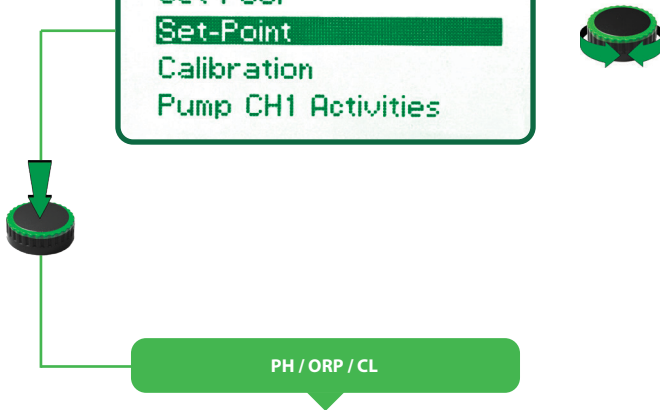 Set-Point
Calibration
Pump CH1 Activities
PH / ORP / CL